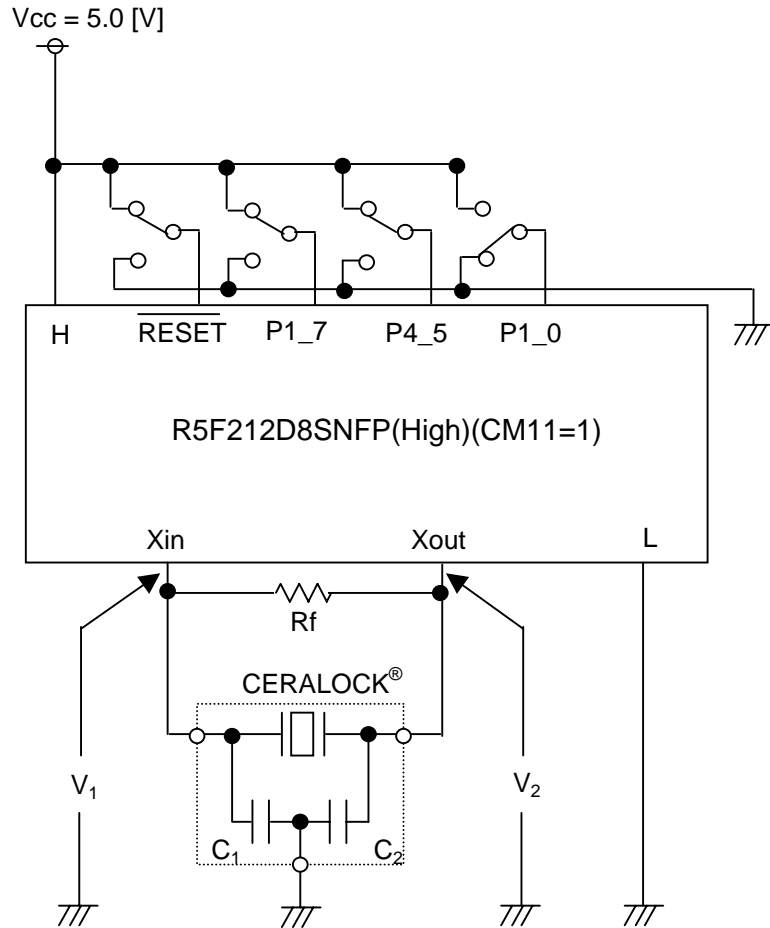 Vcc = 5.0 [V]
H RESET P1_7 P4_5 P1_0
R5F212D8SNFP(High)(CM11=1)
Xin Xout L
Rf
CERALOCK®
V₁ V₂
C₁ C₂